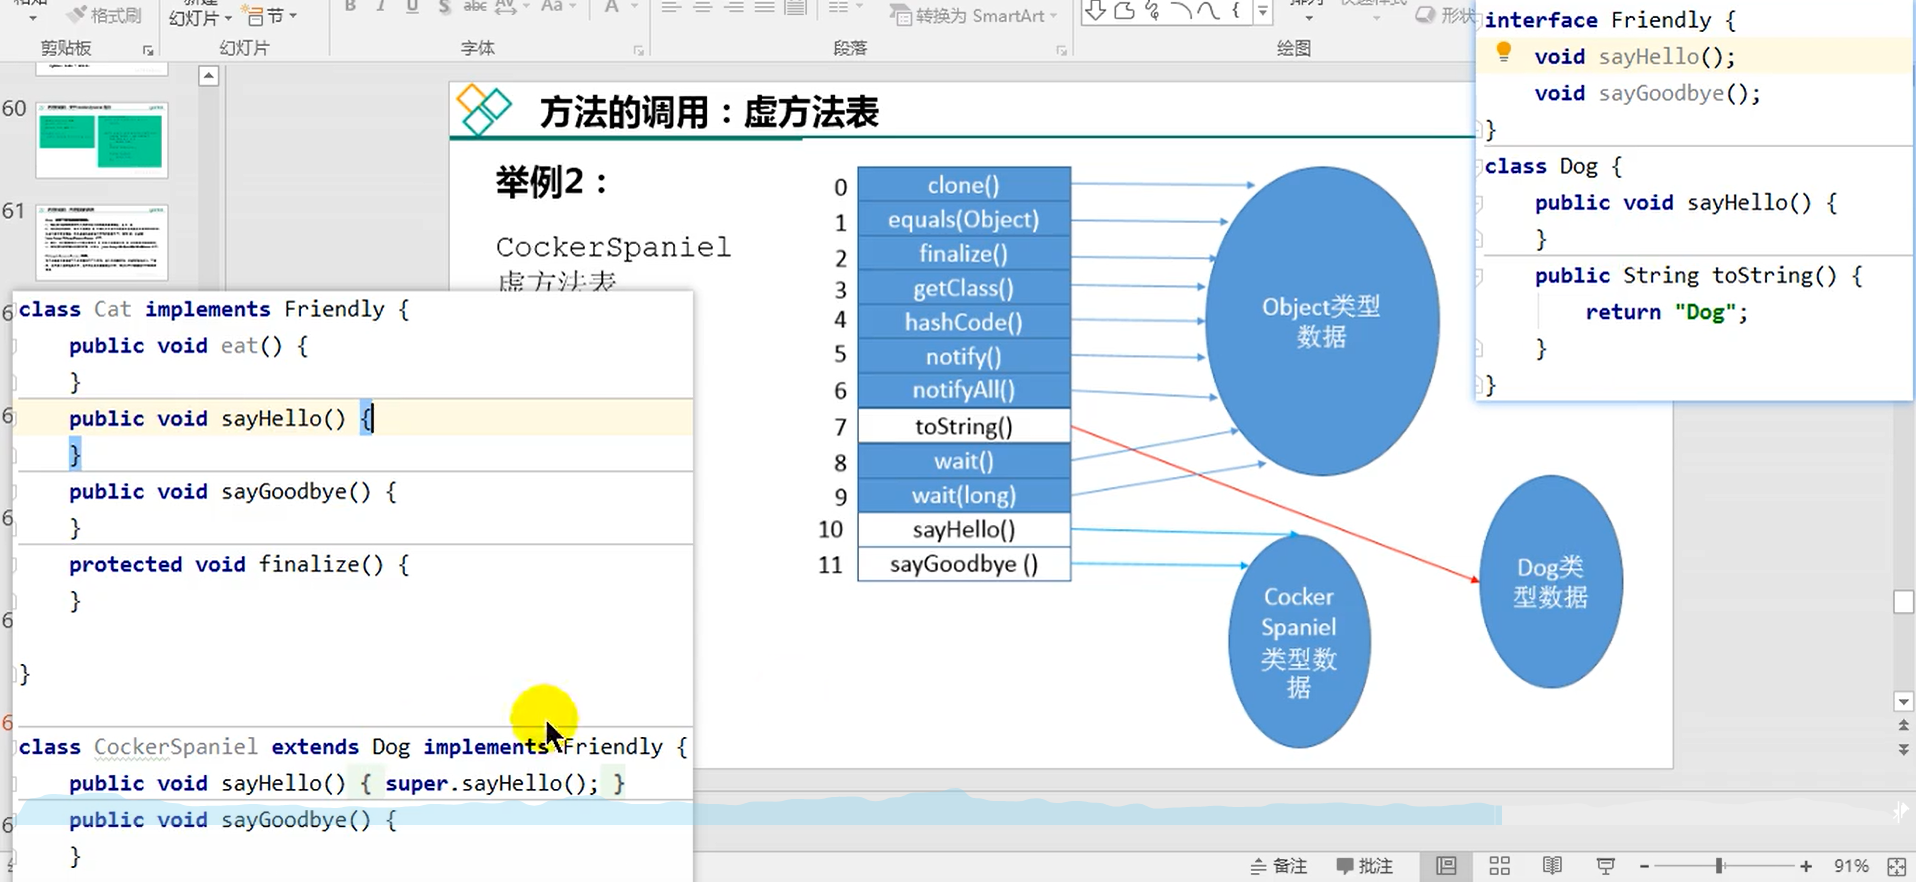 格式刷
幻灯片
节
B I U S abc AV Aa A
转换为 SmartArt
剪贴板
幻灯片
字体
段落
绘图
60
61
方法的调用：虚方法表
举例2：
CockerSpaniel
虚方法表
0 clone()
1 equals(Object)
2 finalize()
3 getClass()
4 hashCode()
5 notify()
6 notifyAll()
7 toString()
8 wait()
9 wait(long)
10 sayHello()
11 sayGoodbye ()
Object类型
数据
Dog类
型数据
Cocker
Spaniel
类型数
据
interface Friendly {
void sayHello();
void sayGoodbye();
}
class Dog {
public void sayHello() {
}
public String toString() {
return "Dog";
}
}
class Cat implements Friendly {
public void eat() {
}
public void sayHello() {
}
public void sayGoodbye() {
}
protected void finalize() {
}
}
class CockerSpaniel extends Dog implements Friendly {
public void sayHello() { super.sayHello(); }
public void sayGoodbye() {
}
备注
批注
91%